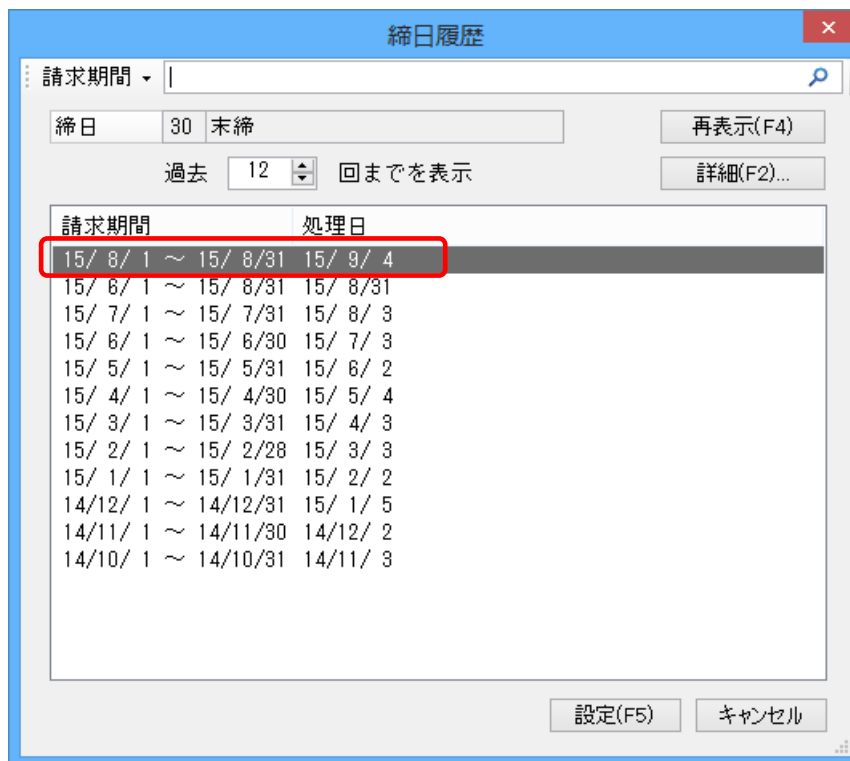 締日履歴
請求期間
締日 30 末締 再表示(F4)
過去 12 回までを表示 詳細(F2)...
請求期間 処理日
15/ 8/ 1 ～ 15/ 8/31 15/ 9/ 4
15/ 6/ 1 ～ 15/ 8/31 15/ 8/31
15/ 7/ 1 ～ 15/ 7/31 15/ 8/ 3
15/ 6/ 1 ～ 15/ 6/30 15/ 7/ 3
15/ 5/ 1 ～ 15/ 5/31 15/ 6/ 2
15/ 4/ 1 ～ 15/ 4/30 15/ 5/ 4
15/ 3/ 1 ～ 15/ 3/31 15/ 4/ 3
15/ 2/ 1 ～ 15/ 2/28 15/ 3/ 3
15/ 1/ 1 ～ 15/ 1/31 15/ 2/ 2
14/12/ 1 ～ 14/12/31 15/ 1/ 5
14/11/ 1 ～ 14/11/30 14/12/ 2
14/10/ 1 ～ 14/10/31 14/11/ 3
設定(F5) キャンセル